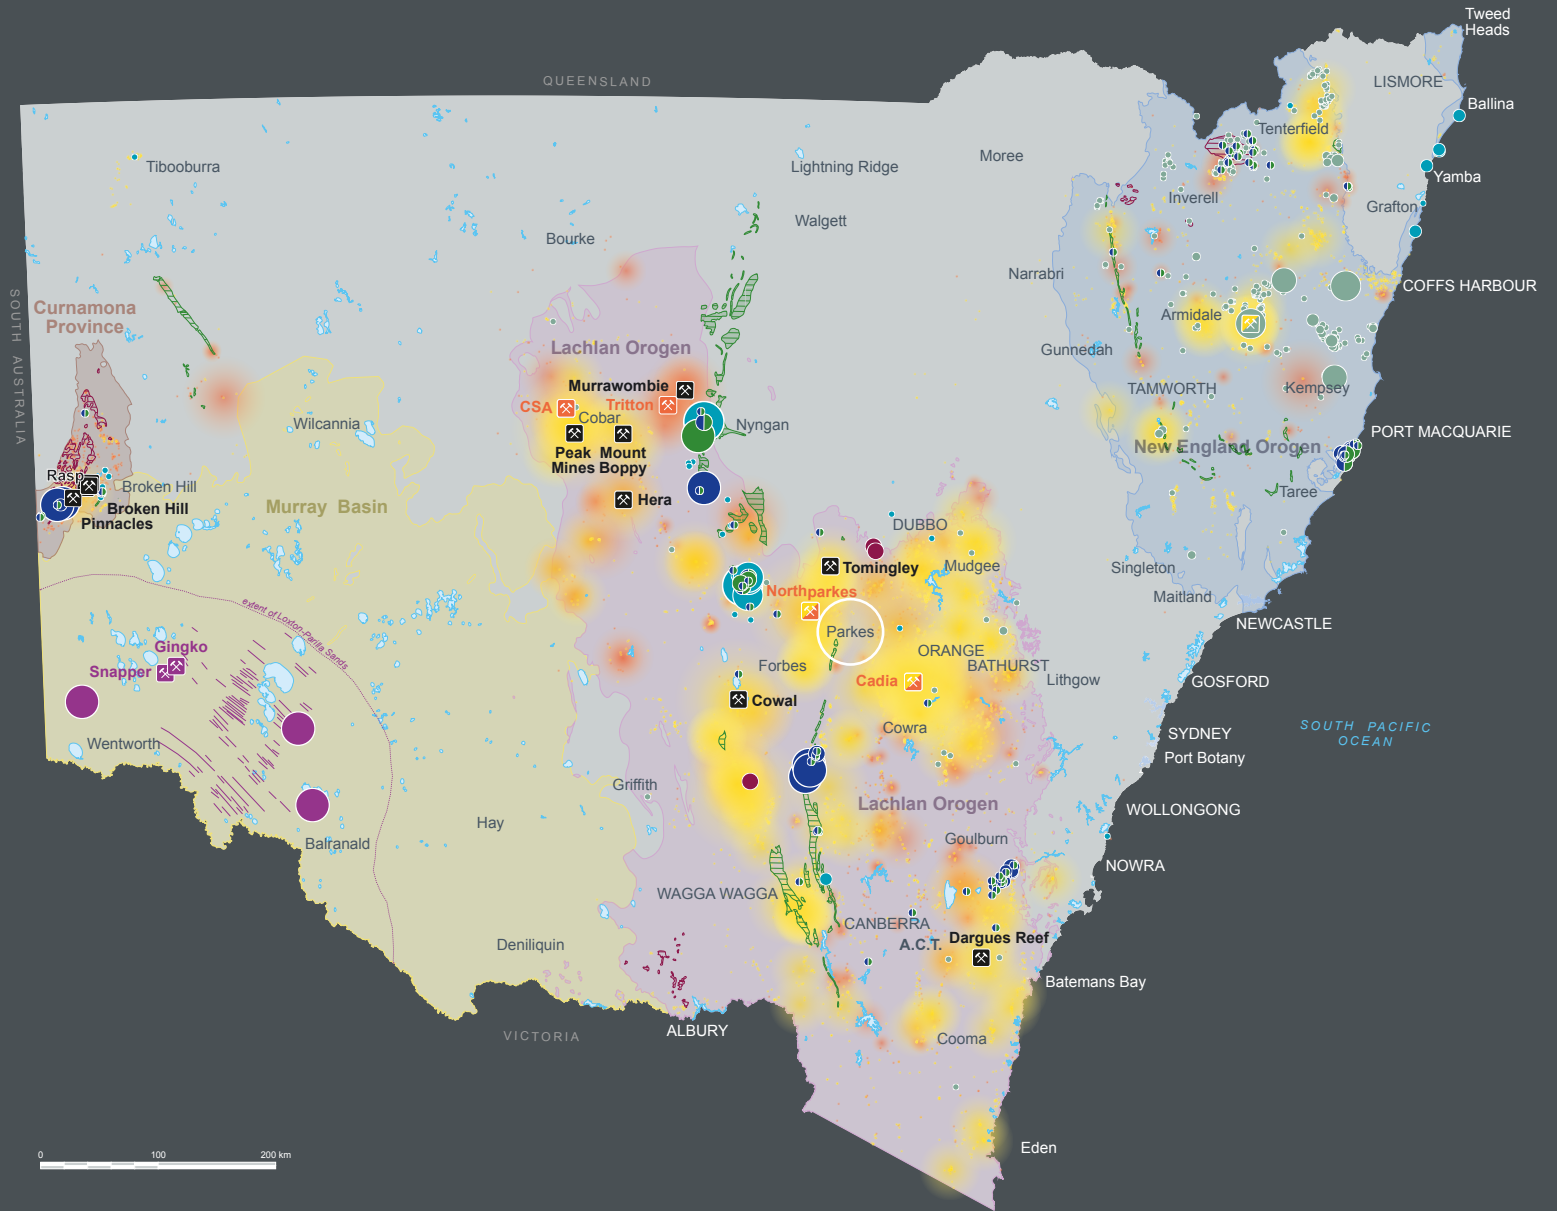 Tweed
Heads
QUEENSLAND
LISMORE
Ballina
Tenterfield
Tibooburra
Lightning Ridge
Moree
Yamba
Inverell
Grafton
Walgett
Bourke
Narrabri
COFFS HARBOUR
SOUTH AUSTRALIA
Curnamona
Province
Armidale
Lachlan Orogen
Gunnedah
Murrawombie
TAMWORTH
Kempsey
CSA
Tritton
Cobar
Wilcannia
Nyngan
PORT MACQUARIE
New England Orogen
Peak
Mines
Mount
Boppy
Rasp
Broken Hill
Taree
Hera
Murray Basin
Broken Hill
Pinnacles
DUBBO
Tomingley
Mudgee
Singleton
Northparkes
Maitland
extent of Loxton-Parilla Sands
NEWCASTLE
Parkes
Gingko
ORANGE
Snapper
Forbes
BATHURST
Cadia
Lithgow
GOSFORD
Cowal
Cowra
SOUTH PACIFIC
OCEAN
SYDNEY
Wentworth
Port Botany
Griffith
Lachlan Orogen
WOLLONGONG
Hay
Balranald
Goulburn
NOWRA
WAGGA WAGGA
CANBERRA
Deniliquin
A.C.T.
Dargues Reef
Batemans Bay
ALBURY
VICTORIA
Cooma
Eden
0 100 200 km